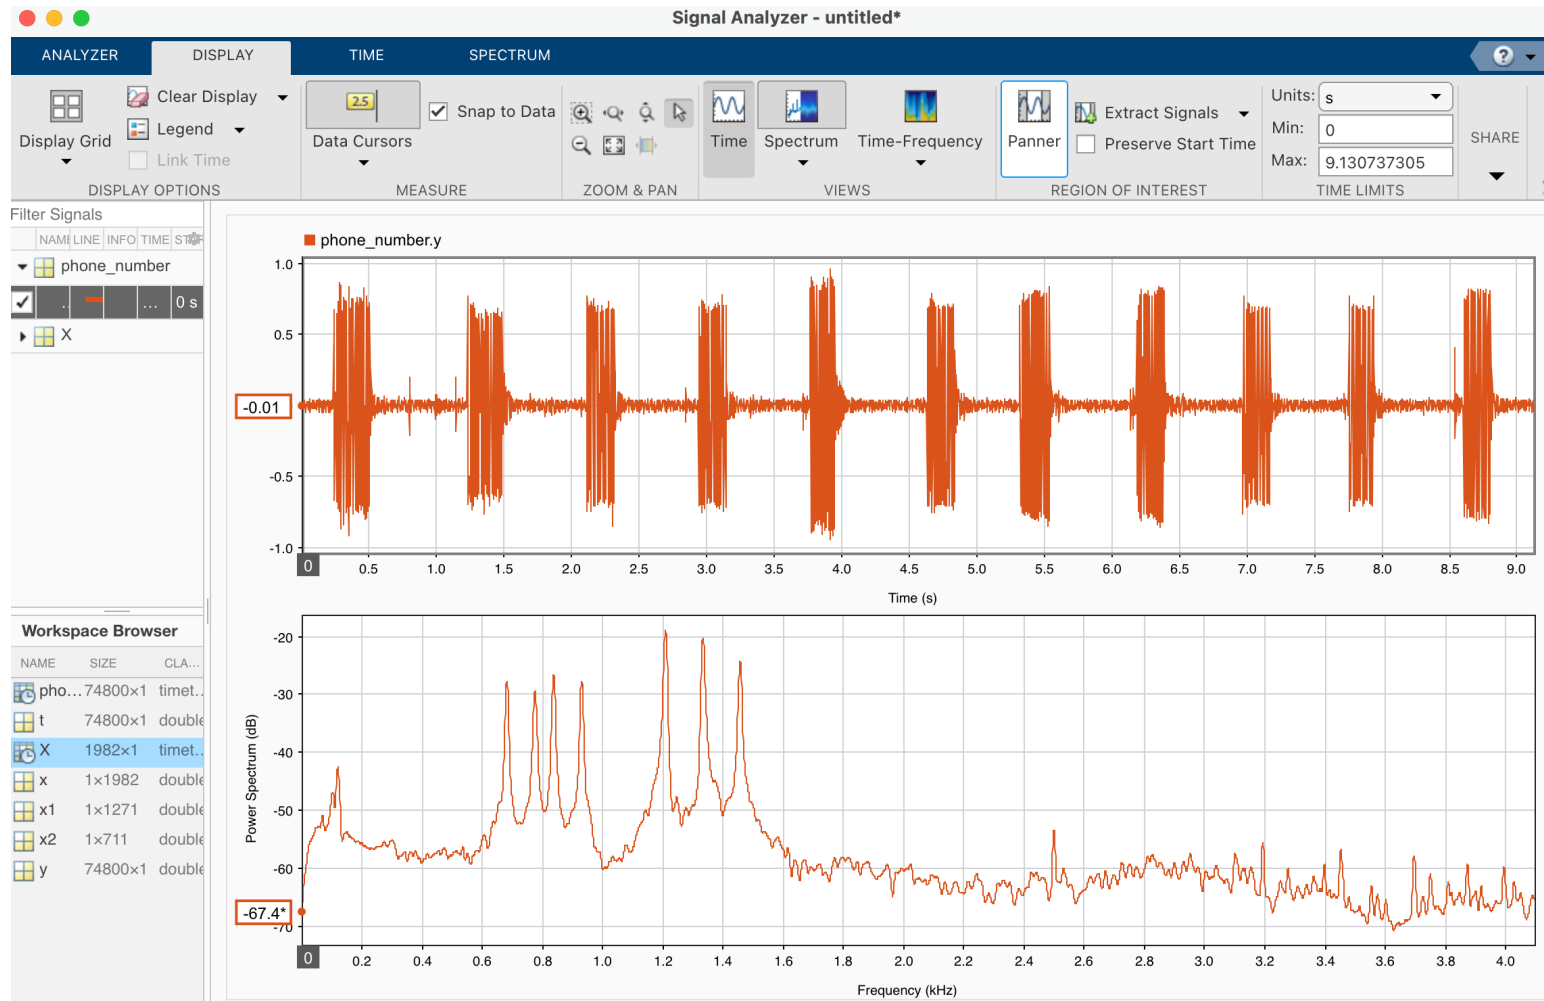 Signal Analyzer - untitled*
ANALYZER DISPLAY TIME SPECTRUM
Display Grid
Clear Display
Legend
Link Time
DISPLAY OPTIONS
2.5
Data Cursors
Snap to Data
MEASURE
ZOOM & PAN
Time
Spectrum
Time-Frequency
VIEWS
Panner
Extract Signals
Preserve Start Time
REGION OF INTEREST
Units: s
Min: 0
Max: 9.130737305
TIME LIMITS
SHARE
Filter Signals
NAME LINE INFO TIME
phone_number
.. ... 0 s
X
Workspace Browser
NAME SIZE CLA...
pho... 74800×1 timet..
t 74800×1 double
X 1982×1 timet..
x 1×1982 double
x1 1×1271 double
x2 1×711 double
y 74800×1 double
phone_number.y
1.0
0.5
-0.01
-0.5
-1.0
0 0.5 1.0 1.5 2.0 2.5 3.0 3.5 4.0 4.5 5.0 5.5 6.0 6.5 7.0 7.5 8.0 8.5 9.0
Time (s)
Power Spectrum (dB)
-20
-30
-40
-50
-60
-67.4*
-70
0 0.2 0.4 0.6 0.8 1.0 1.2 1.4 1.6 1.8 2.0 2.2 2.4 2.6 2.8 3.0 3.2 3.4 3.6 3.8 4.0
Frequency (kHz)